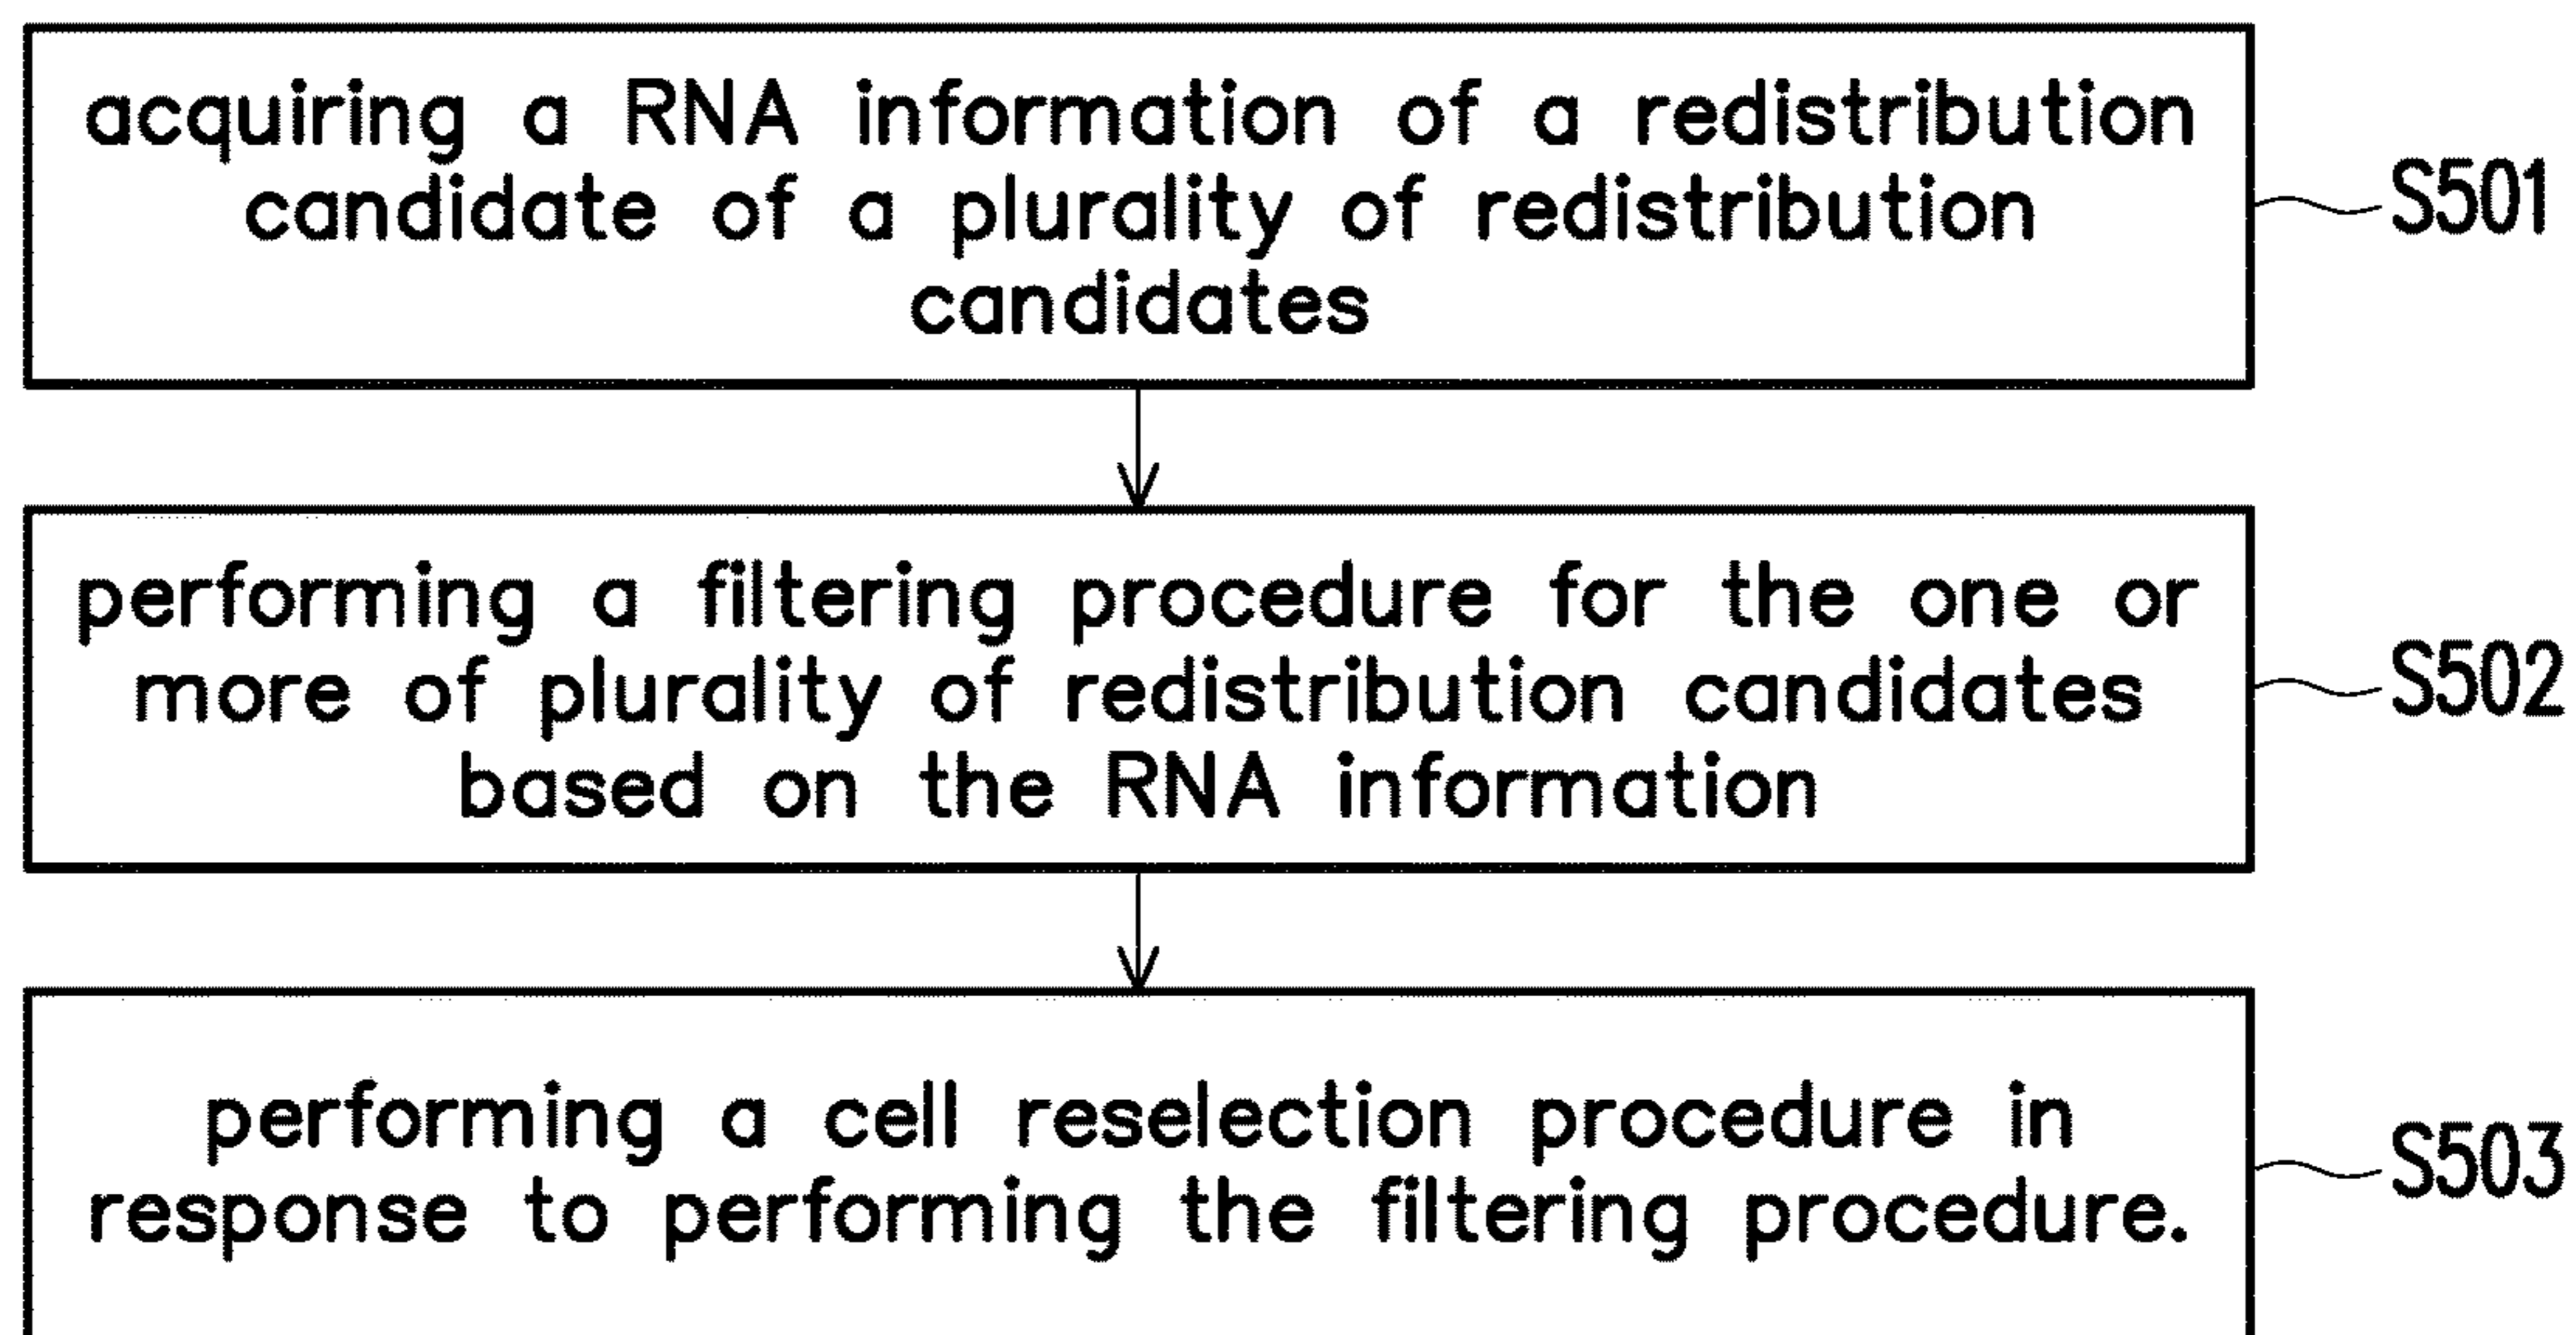 acquiring a RNA information of a redistribution
candidate of a plurality of redistribution
candidates
S501
performing a filtering procedure for the one or
more of plurality of redistribution candidates
based on the RNA information
S502
performing a cell reselection procedure in
response to performing the filtering procedure.
S503